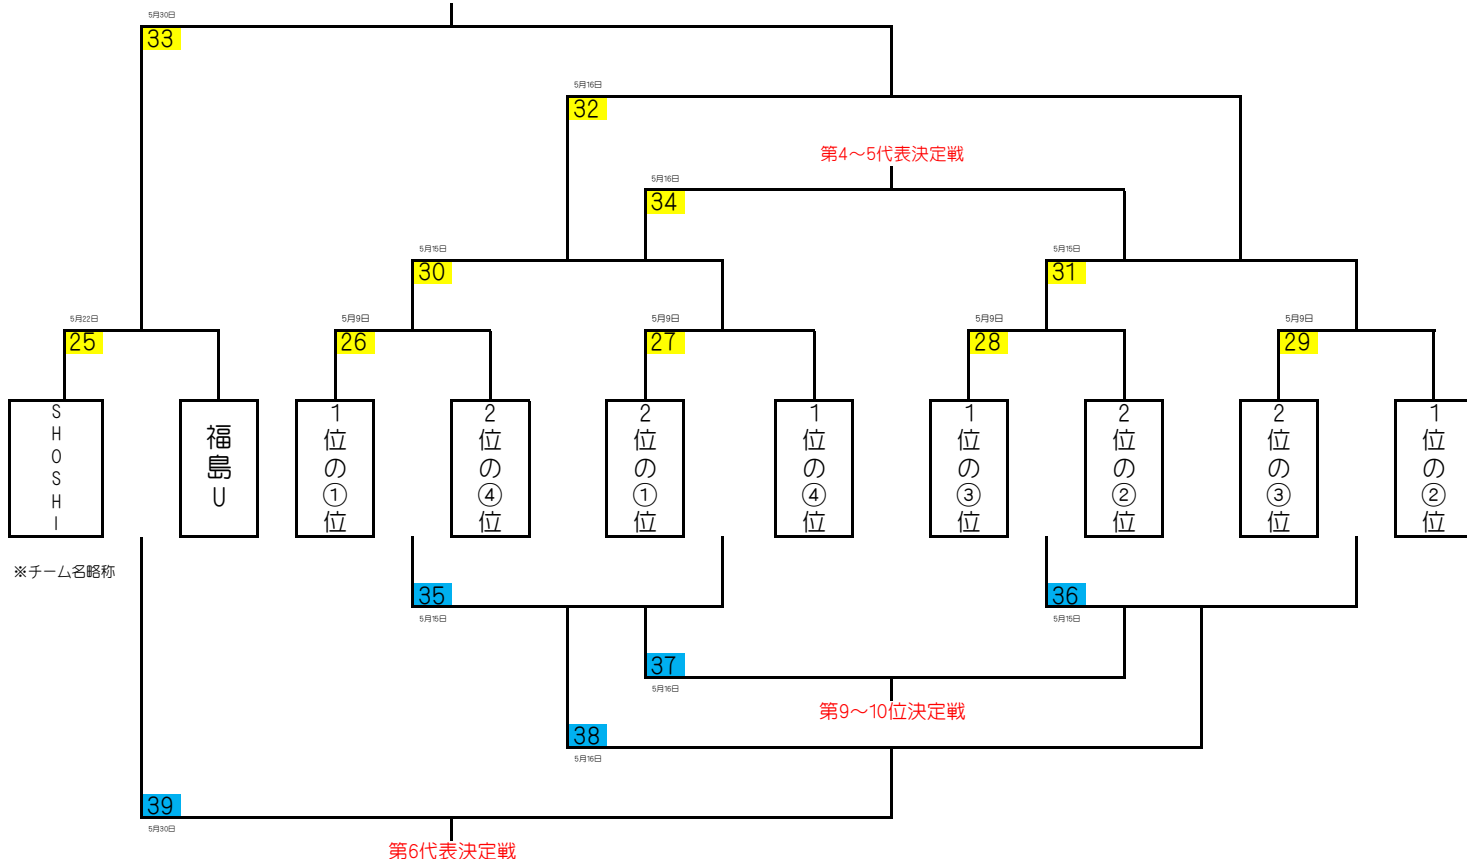 5月30日
33
5月16日
32
第4～5代表決定戦
5月16日
34
5月15日
30
5月15日
31
5月22日
25
5月9日
26
5月9日
27
5月9日
28
5月9日
29
SHOSHI
福島U
1位の①位
2位の④位
2位の①位
1位の④位
1位の③位
2位の②位
2位の③位
1位の②位
※チーム名略称
35
5月15日
36
5月15日
37
5月16日
第9～10位決定戦
38
5月16日
39
5月30日
第6代表決定戦